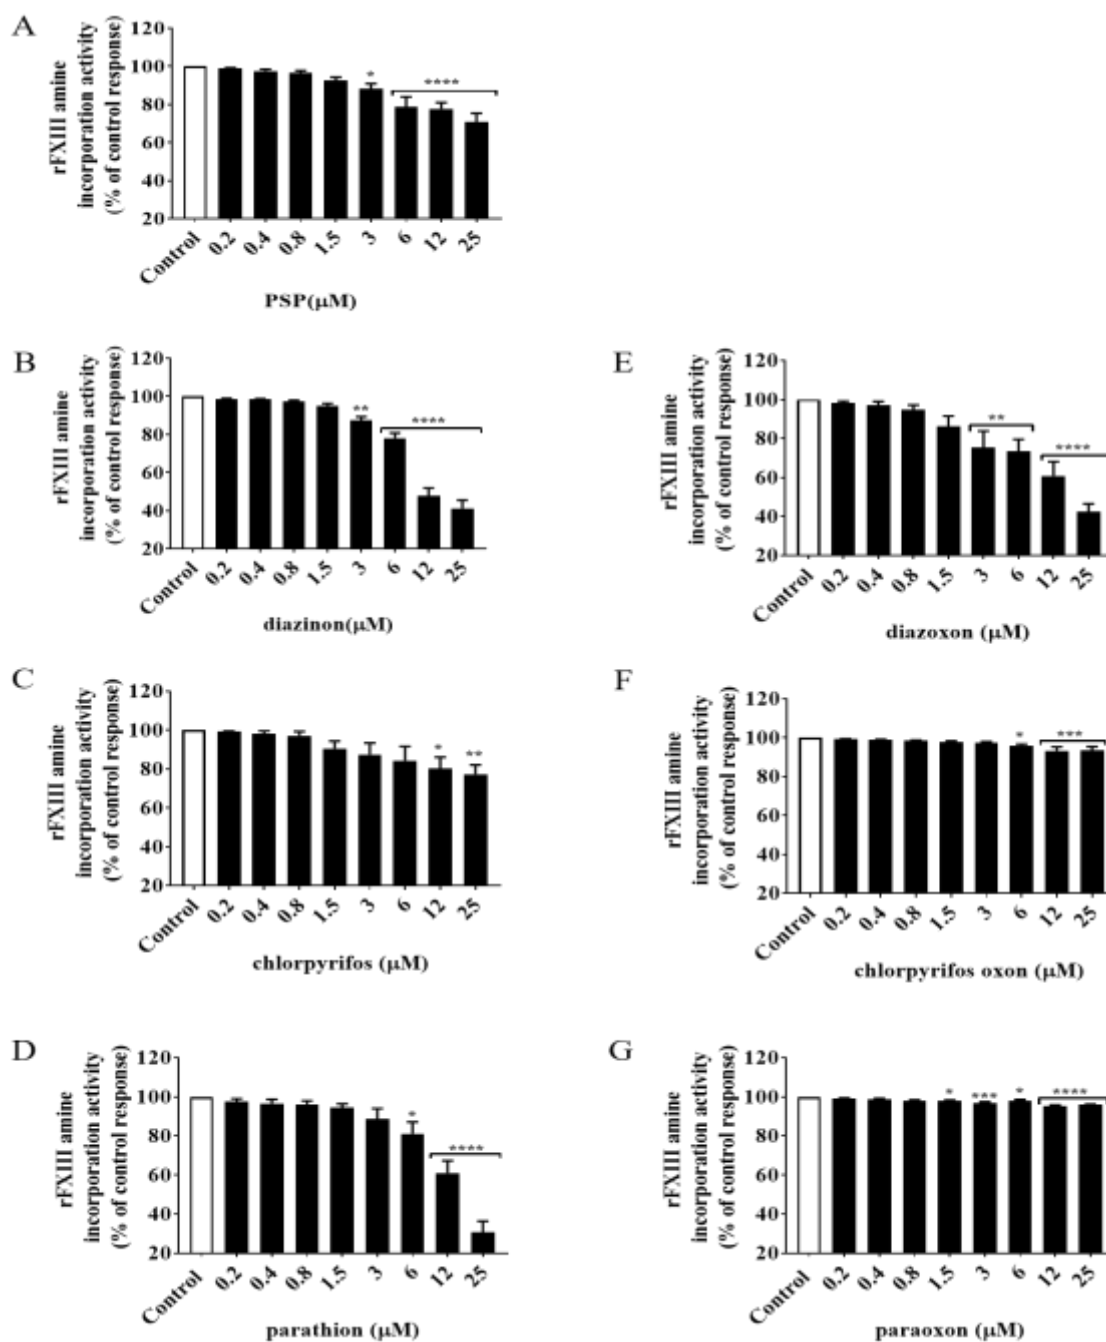 A
rFXIII amine
incorporation activity
(% of control response)
120
100
80
60
40
20
*
****
Control 0.2 0.4 0.8 1.5 3 6 12 25
PSP(μM)
B
rFXIII amine
incorporation activity
(% of control response)
120
100
80
60
40
20
**
****
Control 0.2 0.4 0.8 1.5 3 6 12 25
diazinon(μM)
E
rFXIII amine
incorporation activity
(% of control response)
120
100
80
60
40
20
**
****
Control 0.2 0.4 0.8 1.5 3 6 12 25
diazoxon (μM)
C
rFXIII amine
incorporation activity
(% of control response)
120
100
80
60
40
20
*
**
Control 0.2 0.4 0.8 1.5 3 6 12 25
chlorpyrifos (μM)
F
rFXIII amine
incorporation activity
(% of control response)
120
100
80
60
40
20
*
***
Control 0.2 0.4 0.8 1.5 3 6 12 25
chlorpyrifos oxon (μM)
D
rFXIII amine
incorporation activity
(% of control response)
120
100
80
60
40
20
*
****
Control 0.2 0.4 0.8 1.5 3 6 12 25
parathion (μM)
G
rFXIII amine
incorporation activity
(% of control response)
120
100
80
60
40
20
*
***
*
****
Control 0.2 0.4 0.8 1.5 3 6 12 25
paraoxon (μM)